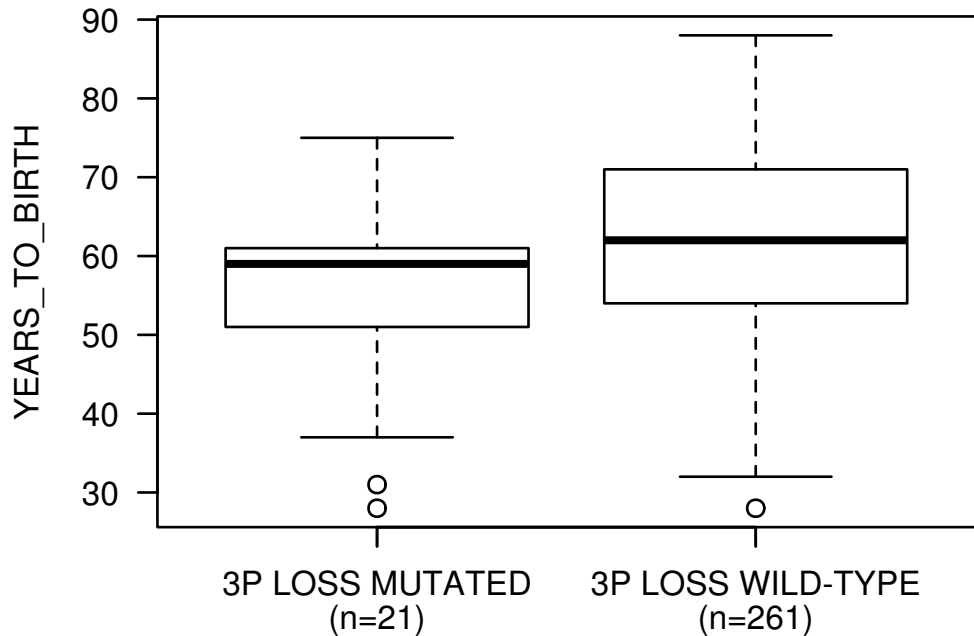 YEARS_TO_BIRTH
90
80
70
60
50
40
30
3P LOSS MUTATED
(n=21)
3P LOSS WILD-TYPE
(n=261)